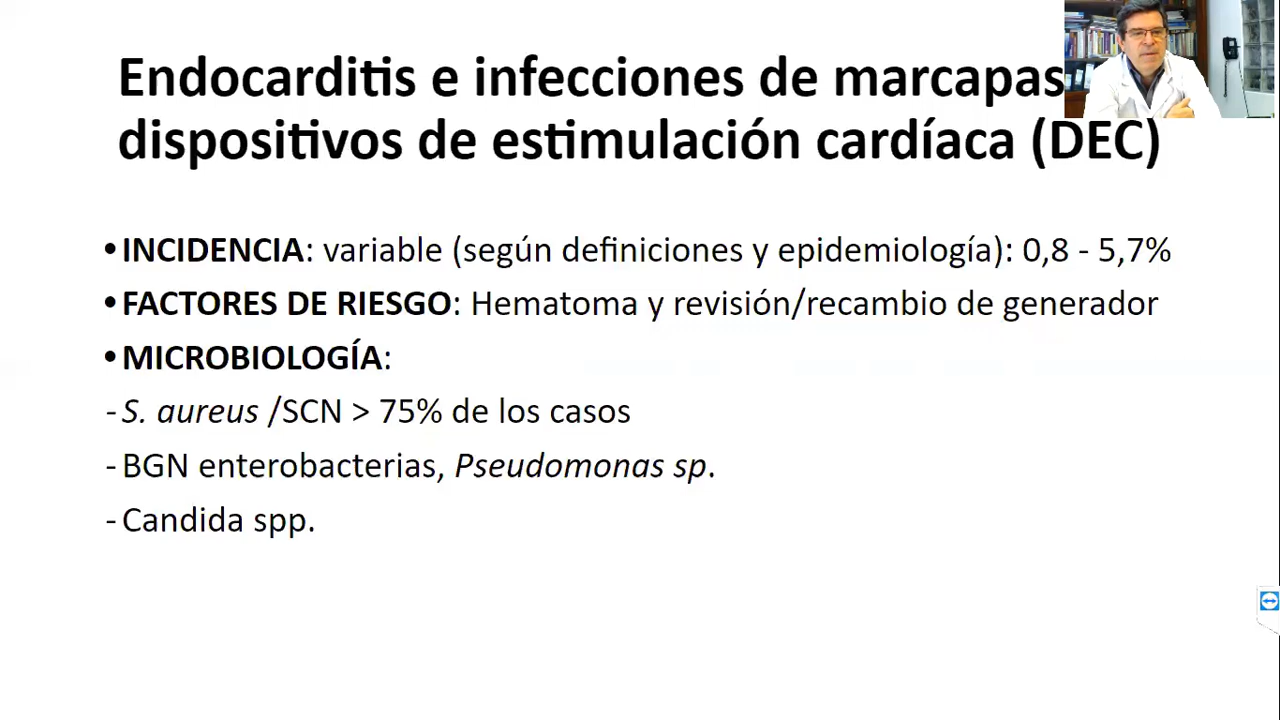 Endocarditis e infecciones de marcapas
dispositivos de estimulación cardíaca (DEC)
• INCIDENCIA: variable (según definiciones y epidemiología): 0,8 - 5,7%
• FACTORES DE RIESGO: Hematoma y revisión/recambio de generador
• MICROBIOLOGÍA:
- S. aureus /SCN > 75% de los casos
- BGN enterobacterias, Pseudomonas sp.
- Candida spp.